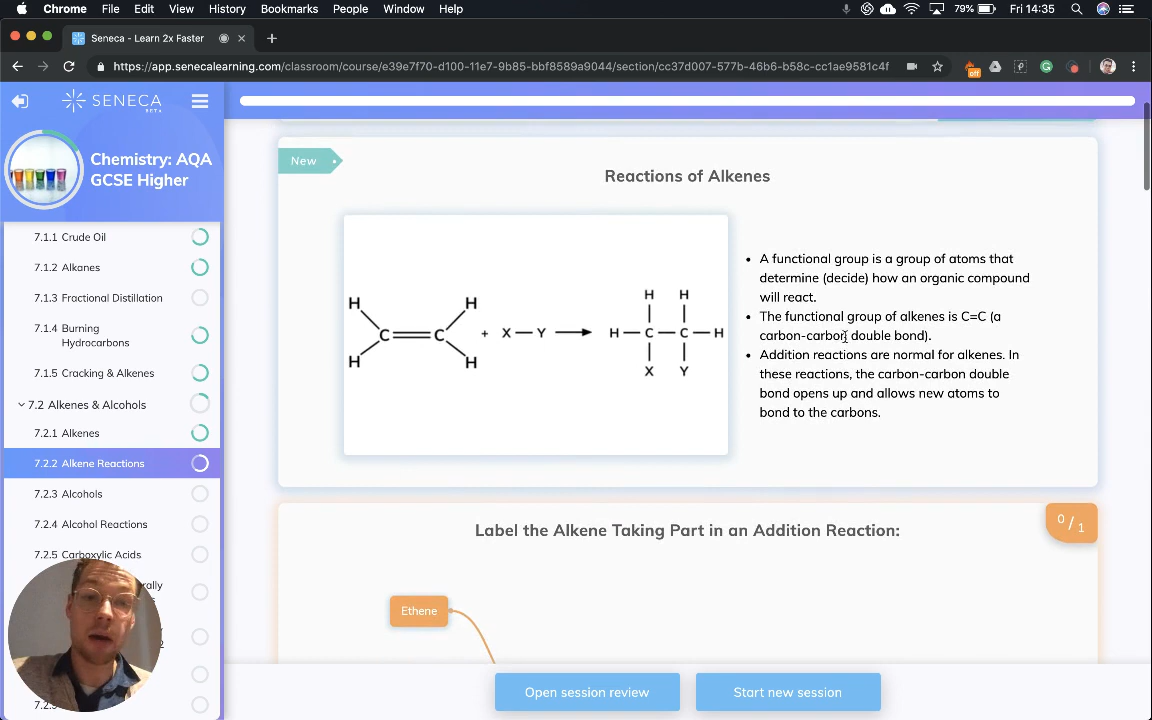 Chrome File Edit View History Bookmarks People Window Help 79% Fri 14:35
Seneca - Learn 2x Faster
https://app.senecalearning.com/classroom/course/e39e7f70-d100-11e7-9b85-bbf8589a9044/section/cc37d007-577b-46b6-b58c-cc1ae9581c4f
off
SENECA
BETA
Chemistry: AQA
GCSE Higher
7.1.1 Crude Oil
7.1.2 Alkanes
7.1.3 Fractional Distillation
7.1.4 Burning
Hydrocarbons
7.1.5 Cracking & Alkenes
7.2 Alkenes & Alcohols
7.2.1 Alkenes
7.2.2 Alkene Reactions
7.2.3 Alcohols
7.2.4 Alcohol Reactions
7.2.5 Carboxylic Acids
New
Reactions of Alkenes
H H
C C
H H
+ X Y
H H
H C C H
X Y
• A functional group is a group of atoms that
determine (decide) how an organic compound
will react.
• The functional group of alkenes is C=C (a
carbon-carbon double bond).
• Addition reactions are normal for alkenes. In
these reactions, the carbon-carbon double
bond opens up and allows new atoms to
bond to the carbons.
Label the Alkene Taking Part in an Addition Reaction:
0 / 1
Ethene
Open session review
Start new session